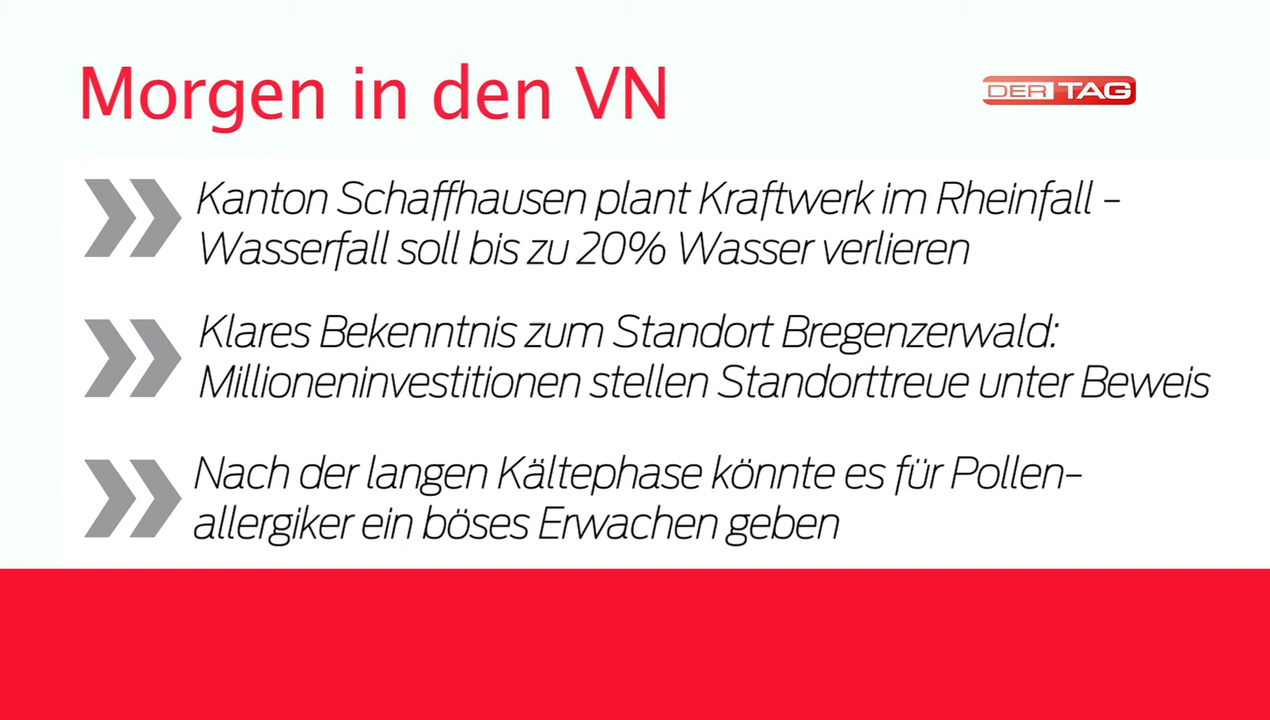 Morgen in den VN
DER TAG
Kanton Schaffhausen plant Kraftwerk im Rheinfall -
Wasserfall soll bis zu 20% Wasser verlieren
Klares Bekenntnis zum Standort Bregenzerwald:
Millioneninvestitionen stellen Standorttreue unter Beweis
Nach der langen Kältephase könnte es für Pollen-
allergiker ein böses Erwachen geben